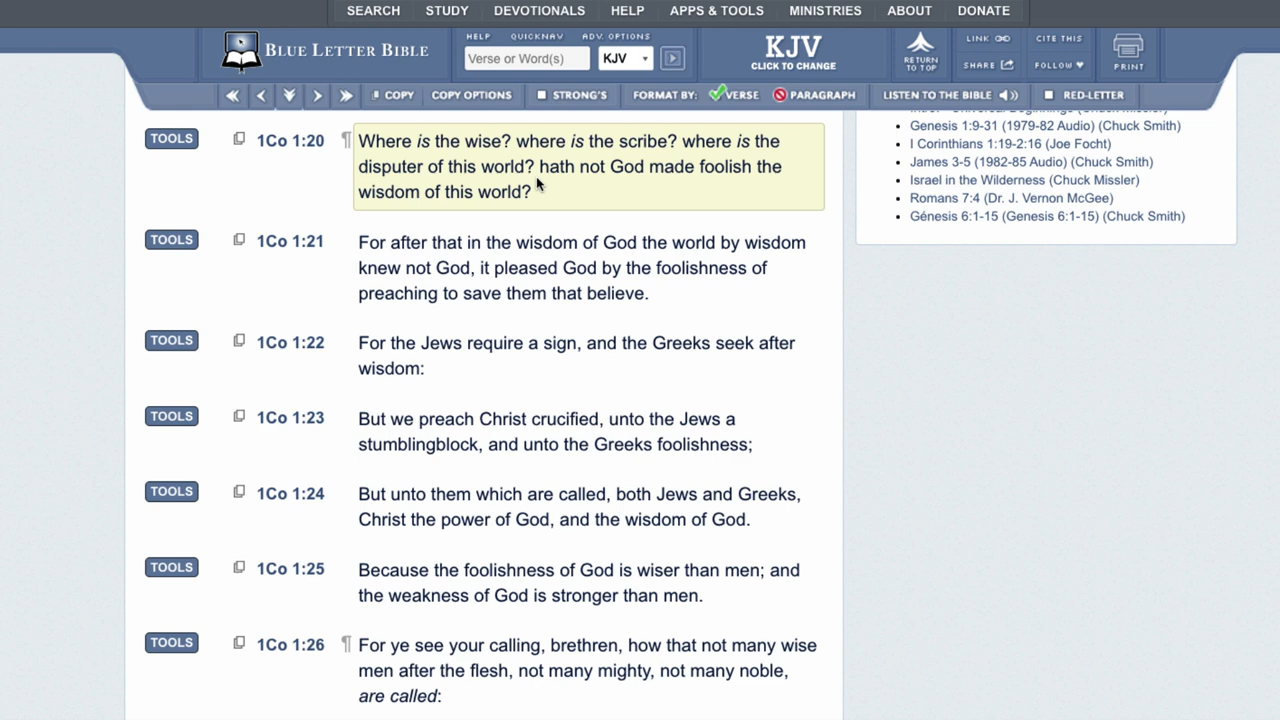 SEARCH STUDY DEVOTIONALS HELP APPS & TOOLS MINISTRIES ABOUT DONATE
BLUE LETTER BIBLE
HELP QUICKNAV ADV. OPTIONS
Verse or Word(s) KJV
KJV
CLICK TO CHANGE
RETURN
TO TOP
LINK CITE THIS
SHARE FOLLOW
PRINT
COPY COPY OPTIONS STRONG'S FORMAT BY: VERSE PARAGRAPH LISTEN TO THE BIBLE RED-LETTER
TOOLS 1Co 1:20 ¶ Where is the wise? where is the scribe? where is the
disputer of this world? hath not God made foolish the
wisdom of this world?
TOOLS 1Co 1:21 For after that in the wisdom of God the world by wisdom
knew not God, it pleased God by the foolishness of
preaching to save them that believe.
TOOLS 1Co 1:22 For the Jews require a sign, and the Greeks seek after
wisdom:
TOOLS 1Co 1:23 But we preach Christ crucified, unto the Jews a
stumblingblock, and unto the Greeks foolishness;
TOOLS 1Co 1:24 But unto them which are called, both Jews and Greeks,
Christ the power of God, and the wisdom of God.
TOOLS 1Co 1:25 Because the foolishness of God is wiser than men; and
the weakness of God is stronger than men.
TOOLS 1Co 1:26 ¶ For ye see your calling, brethren, how that not many wise
men after the flesh, not many mighty, not many noble,
are called:
Genesis 1:9-31 (1979-82 Audio) (Chuck Smith)
I Corinthians 1:19-2:16 (Joe Focht)
James 3-5 (1982-85 Audio) (Chuck Smith)
Israel in the Wilderness (Chuck Missler)
Romans 7:4 (Dr. J. Vernon McGee)
Génesis 6:1-15 (Genesis 6:1-15) (Chuck Smith)